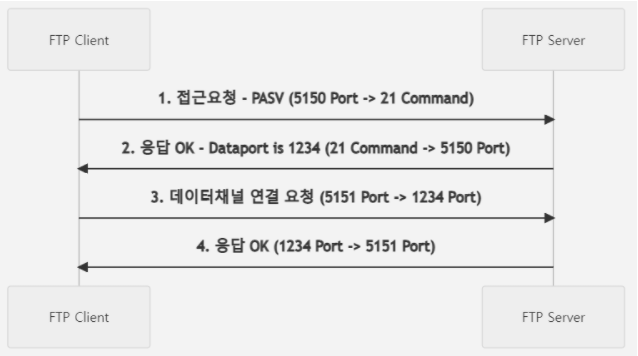 FTP Client
FTP Server
1. 접근요청 - PASV (5150 Port -> 21 Command)
2. 응답 OK - Dataport is 1234 (21 Command -> 5150 Port)
3. 데이터채널 연결 요청 (5151 Port -> 1234 Port)
4. 응답 OK (1234 Port -> 5151 Port)
FTP Client
FTP Server